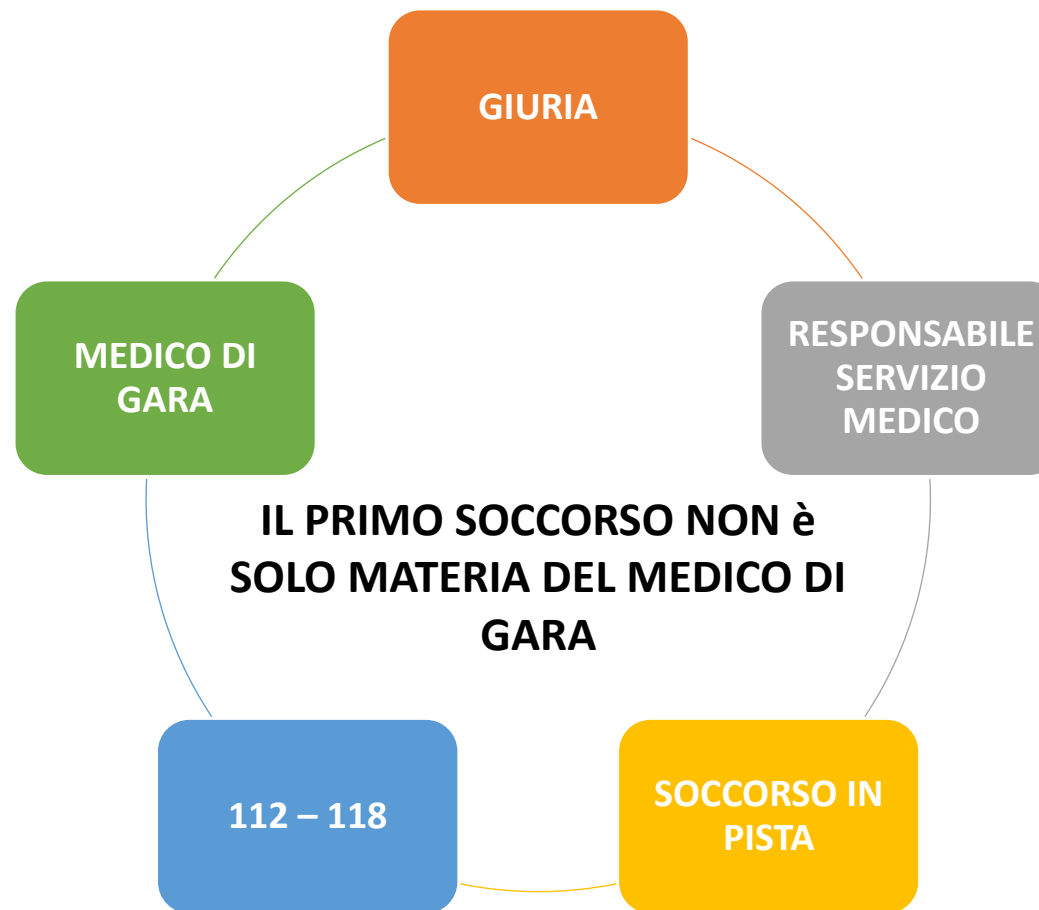 GIURIA
RESPONSABILE
SERVIZIO
MEDICO
MEDICO DI
GARA
IL PRIMO SOCCORSO NON è
SOLO MATERIA DEL MEDICO DI
GARA
SOCCORSO IN
PISTA
112 – 118